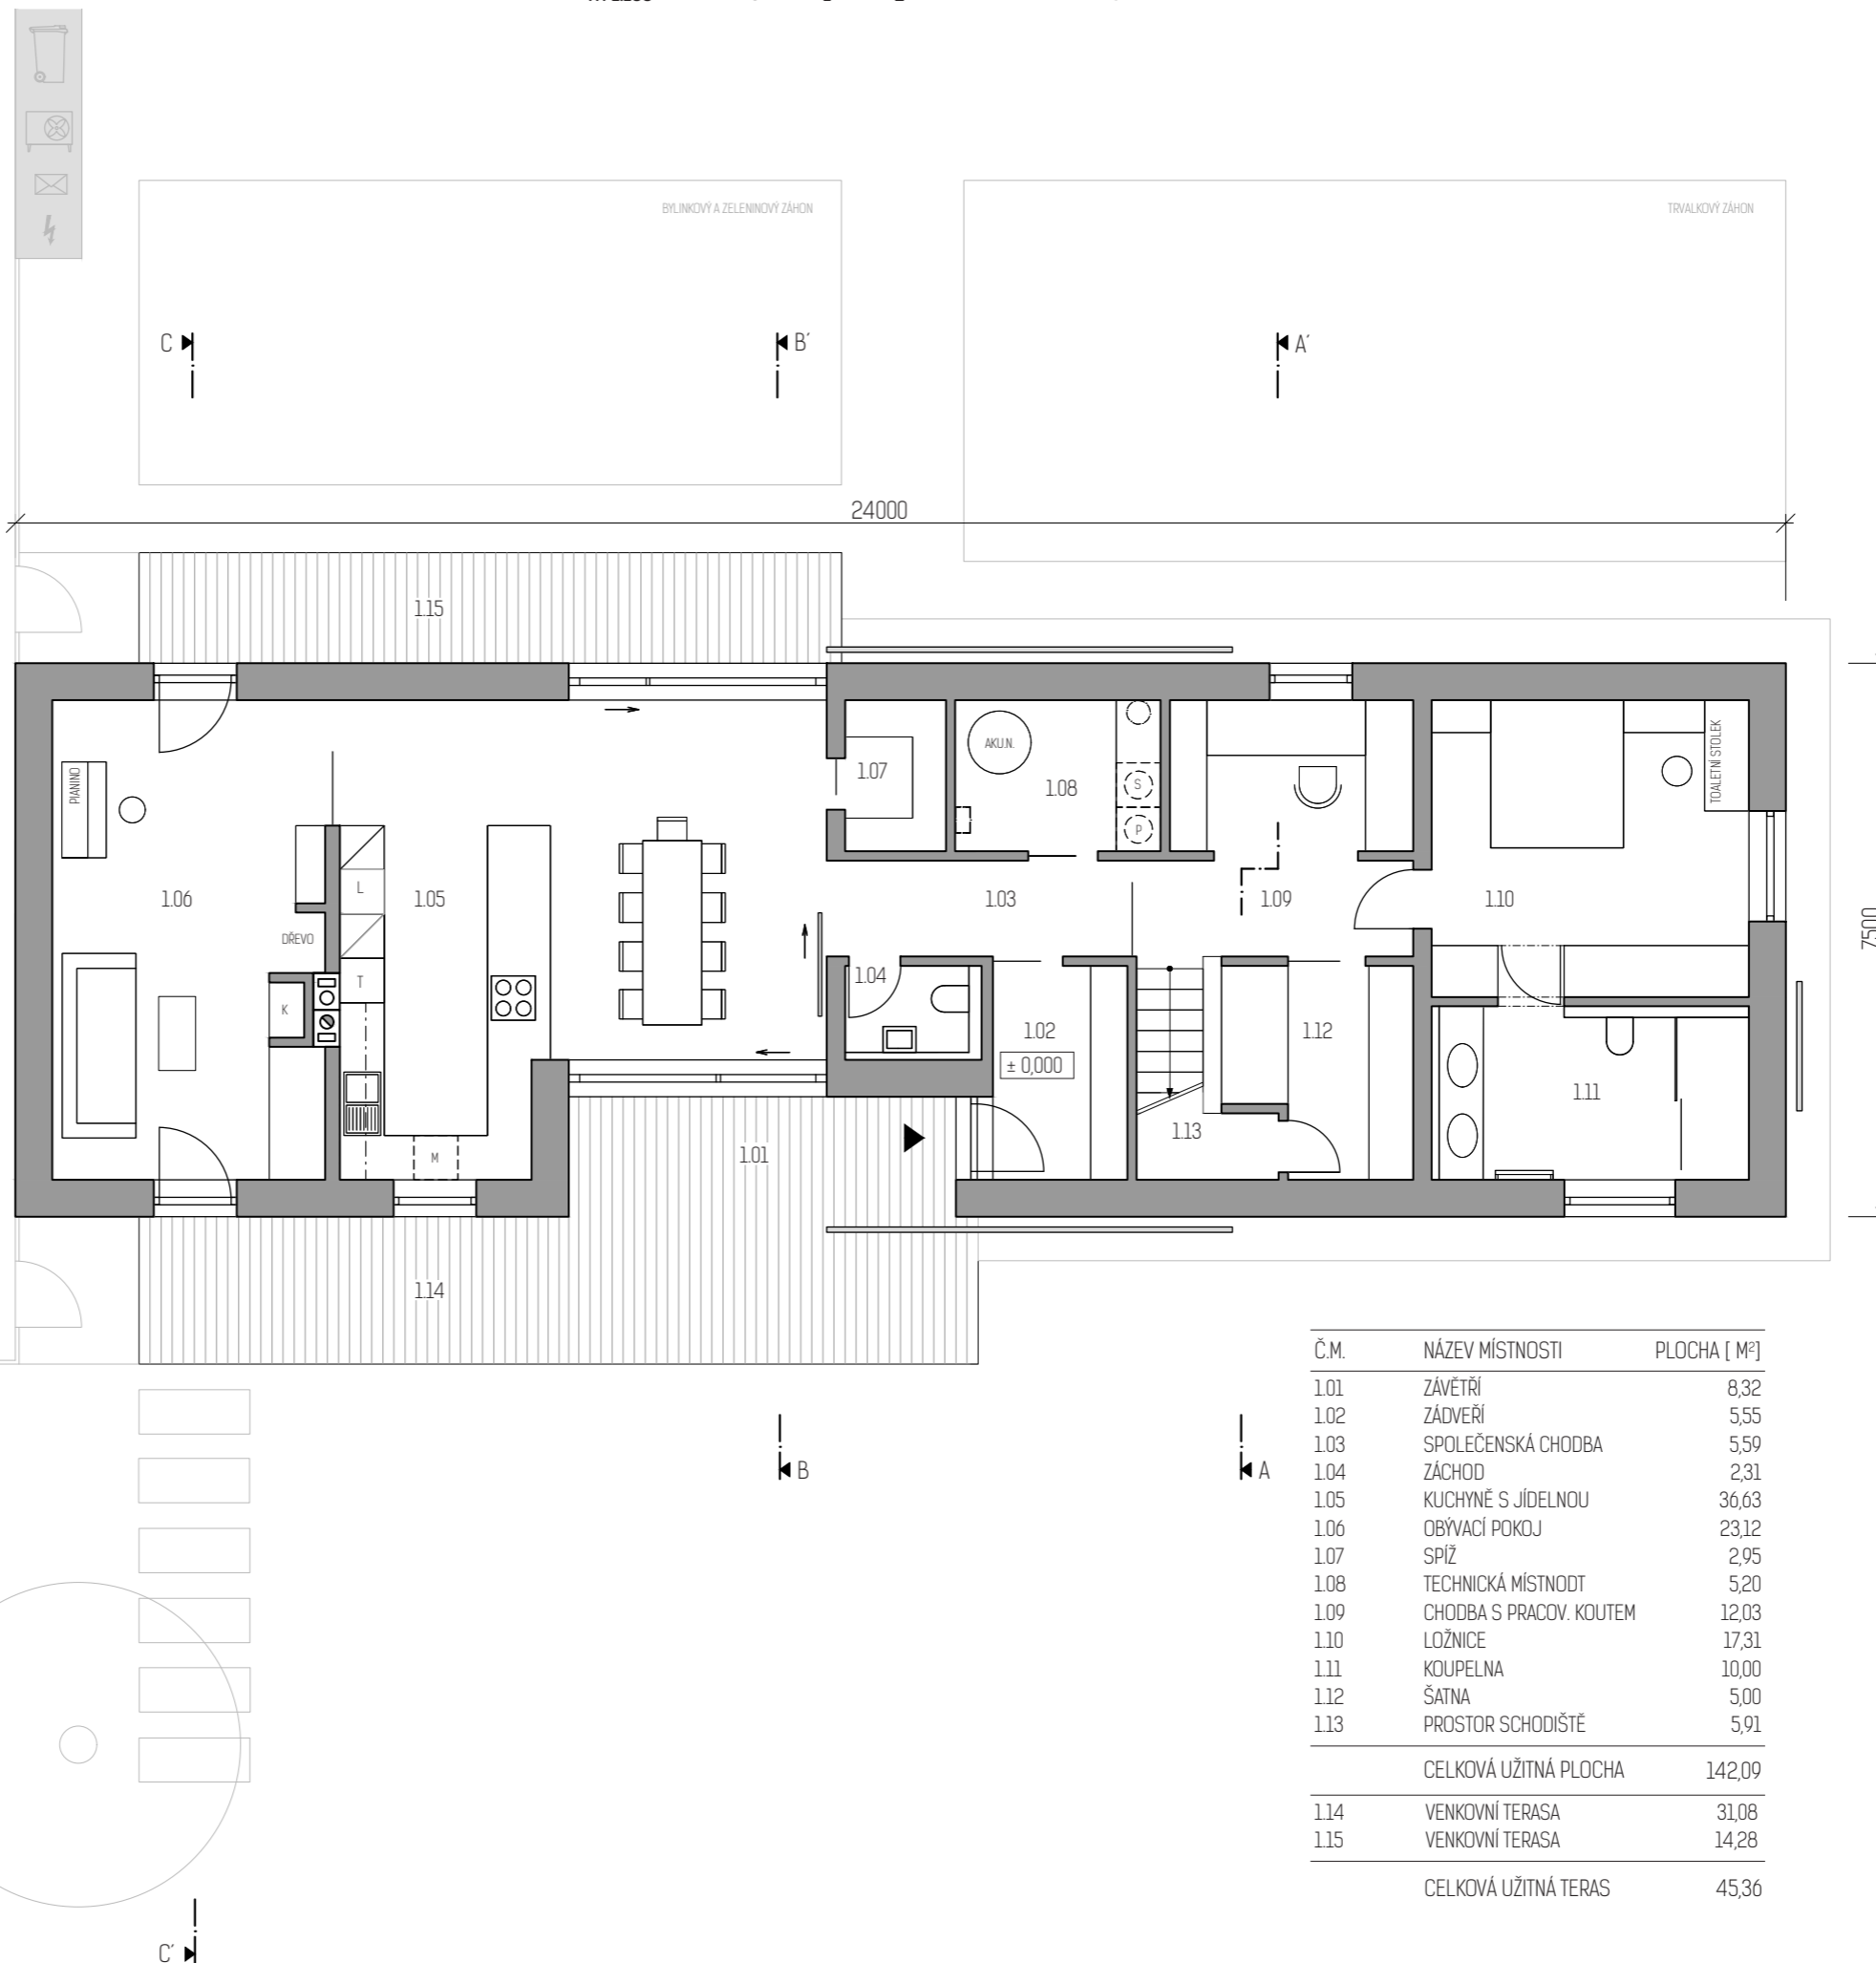 BYLINKOVÝ A ZELENINOVÝ ZÁHON
TRVALKOVÝ ZÁHON
C
B´
A´
24000
1.15
PIANINO
AKU.N.
1.07
1.08
S
P
TOALETNÍ STOLEK
1.06
L
1.05
1.03
1.09
1.10
7500
DŘEVO
T
K
1.04
1.02
± 0,000
1.12
1.11
1.13
M
1.01
1.14
B
A
Č.M. NÁZEV MÍSTNOSTI PLOCHA [ M²]
1.01 ZÁVĚTŘÍ 8,32
1.02 ZÁDVEŘÍ 5,55
1.03 SPOLEČENSKÁ CHODBA 5,59
1.04 ZÁCHOD 2,31
1.05 KUCHYNĚ S JÍDELNOU 36,63
1.06 OBÝVACÍ POKOJ 23,12
1.07 SPÍŽ 2,95
1.08 TECHNICKÁ MÍSTNODT 5,20
1.09 CHODBA S PRACOV. KOUTEM 12,03
1.10 LOŽNICE 17,31
1.11 KOUPELNA 10,00
1.12 ŠATNA 5,00
1.13 PROSTOR SCHODIŠTĚ 5,91
CELKOVÁ UŽITNÁ PLOCHA 142,09
1.14 VENKOVNÍ TERASA 31,08
1.15 VENKOVNÍ TERASA 14,28
CELKOVÁ UŽITNÁ TERAS 45,36
C´